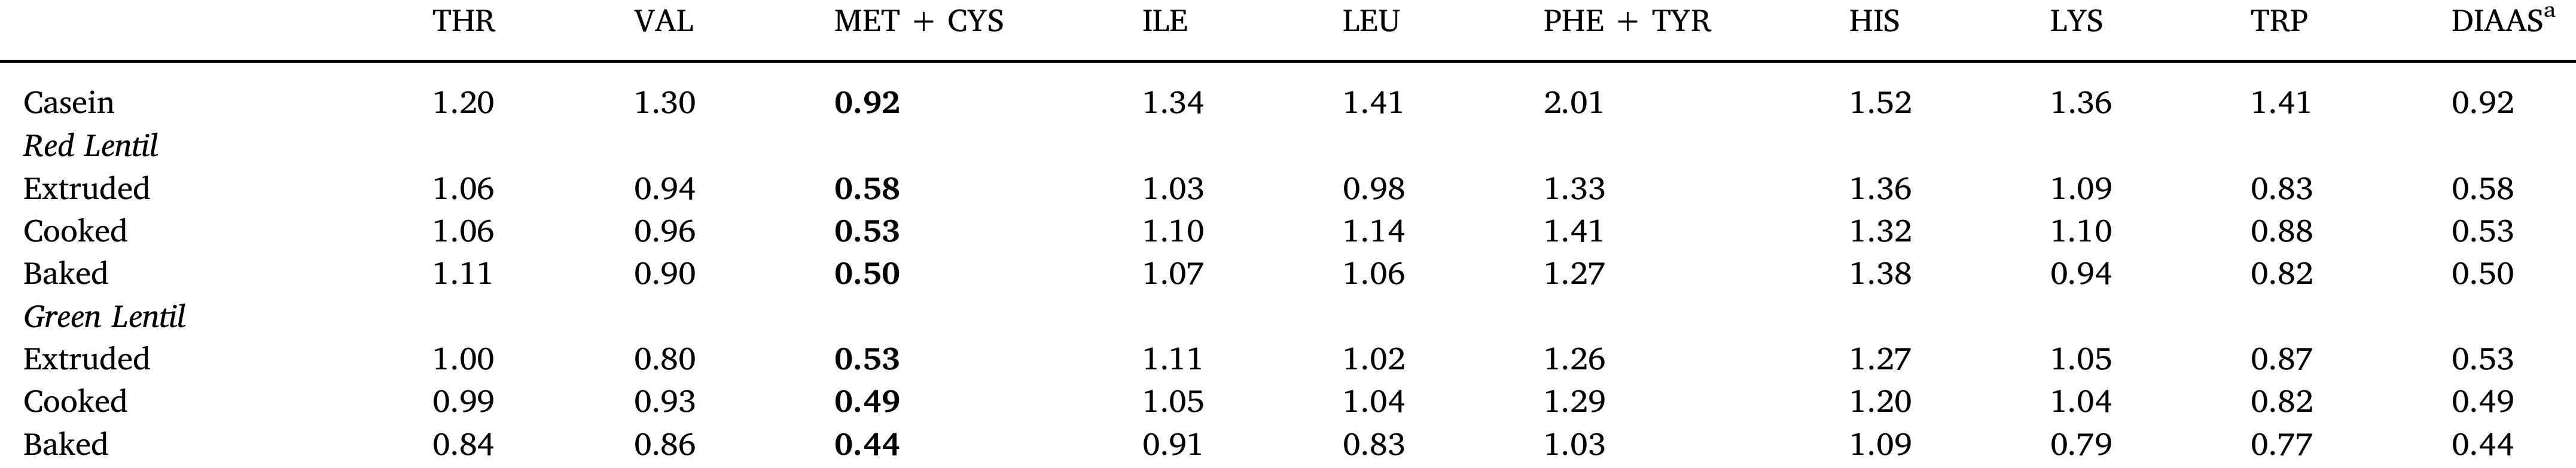 THR VAL MET + CYS ILE LEU PHE + TYR HIS LYS TRP DIAASᵃ
Casein 1.20 1.30 0.92 1.34 1.41 2.01 1.52 1.36 1.41 0.92
Red Lentil
Extruded 1.06 0.94 0.58 1.03 0.98 1.33 1.36 1.09 0.83 0.58
Cooked 1.06 0.96 0.53 1.10 1.14 1.41 1.32 1.10 0.88 0.53
Baked 1.11 0.90 0.50 1.07 1.06 1.27 1.38 0.94 0.82 0.50
Green Lentil
Extruded 1.00 0.80 0.53 1.11 1.02 1.26 1.27 1.05 0.87 0.53
Cooked 0.99 0.93 0.49 1.05 1.04 1.29 1.20 1.04 0.82 0.49
Baked 0.84 0.86 0.44 0.91 0.83 1.03 1.09 0.79 0.77 0.44